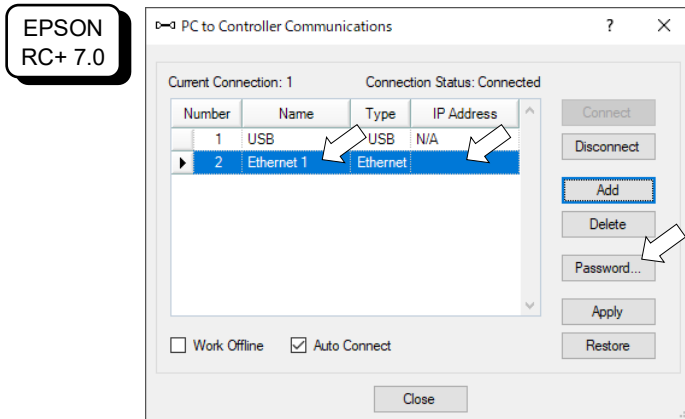 EPSON
RC+ 7.0
PC to Controller Communications
Current Connection: 1 Connection Status: Connected
Number Name Type IP Address
1 USB USB N/A
2 Ethernet 1 Ethernet
Connect
Disconnect
Add
Delete
Password...
Apply
Restore
Work Offline Auto Connect
Close